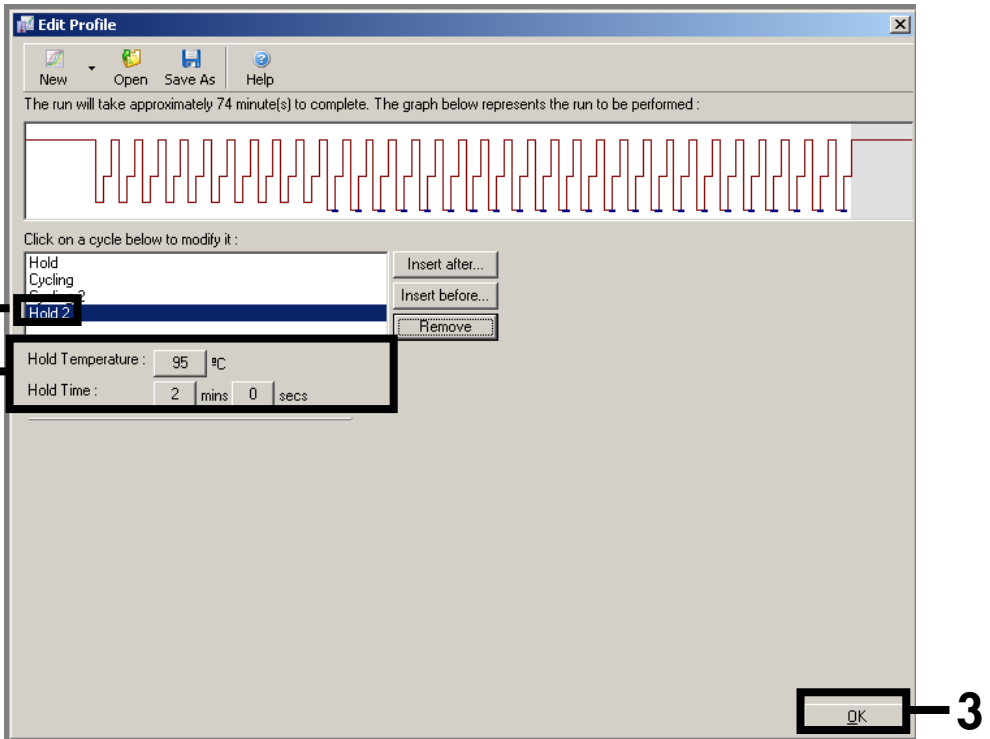 Edit Profile
New Open Save As Help
The run will take approximately 74 minute(s) to complete. The graph below represents the run to be performed :
Click on a cycle below to modify it :
Hold
Insert after...
Cycling
Cycling 2
Insert before...
Hold 2
Remove
Hold Temperature : 95 ºC
Hold Time : 2 mins 0 secs
OK
3